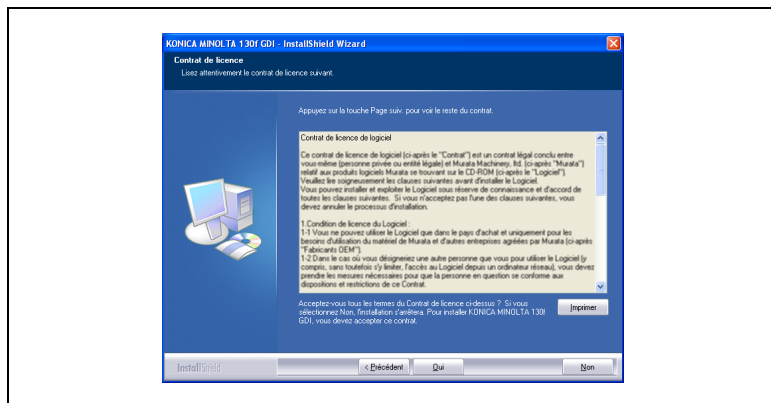 KONICA MINOLTA 130f GDI - InstallShield Wizard
Contrat de licence
Lisez attentivement le contrat de licence suivant.
Appuyez sur la touche Page suiv. pour voir le reste du contrat.
Contrat de licence de logiciel
Ce contrat de licence de logiciel (ci-après le "Contrat") est un contrat légal conclu entre
vous-même (personne privée ou entité légale) et Murata Machinery, ltd. (ci-après "Murata")
relatif aux produits logiciels Murata se trouvant sur le CD-ROM (ci-après le "Logiciel").
Veuillez lire soigneusement les clauses suivantes avant d'installer le Logiciel.
Vous pouvez installer et exploiter le Logiciel sous réserve de connaissance et d'accord de
toutes les clauses suivantes. Si vous n'acceptez pas l'une des clauses suivantes, vous
devez annuler le processus d'installation.
1.Condition de licence du Logiciel :
1-1 Vous ne pouvez utiliser le Logiciel que dans le pays d'achat et uniquement pour les
besoins d'utilisation du matériel de Murata et d'autres entreprises agréées par Murata (ci-après
"Fabricants OEM").
1-2 Dans le cas où vous désigneriez une autre personne que vous pour utiliser le Logiciel (y
compris, sans toutefois s'y limiter, l'accès au Logiciel depuis un ordinateur réseau), vous devez
prendre les mesures nécessaires pour que la personne en question se conforme aux
dispositions et restrictions de ce Contrat.
Acceptez-vous tous les termes du Contrat de licence ci-dessus ? Si vous
sélectionnez Non, l'installation s'arrêtera. Pour installer KONICA MINOLTA 130f
GDI, vous devez accepter ce contrat.
Imprimer
InstallShield
< Précédent
Oui
Non